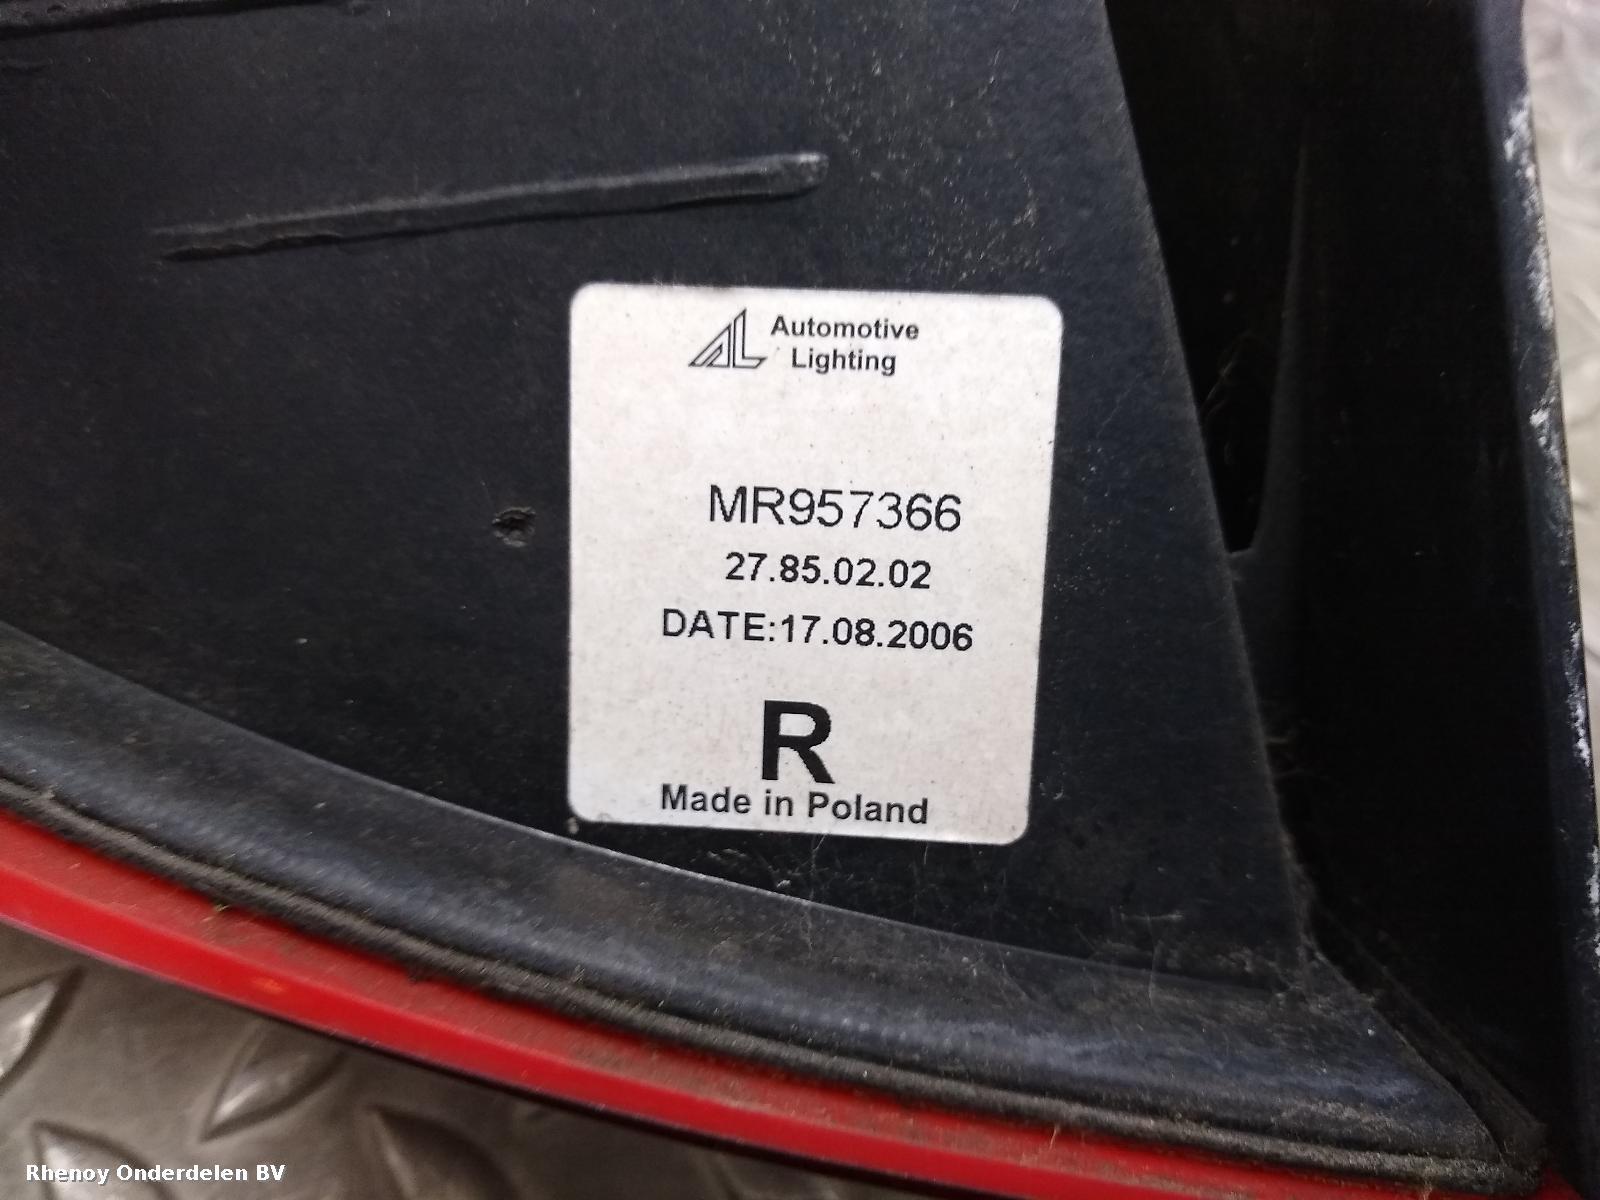 Automotive
Lighting
MR957366
27.85.02.02
DATE:17.08.2006
R
Made in Poland
Rhenoy Onderdelen BV